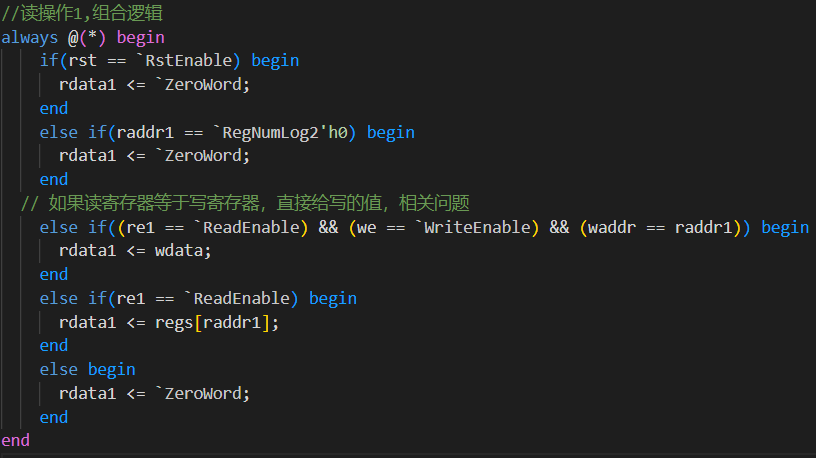 //读操作1,组合逻辑
always @(*) begin
if(rst == `RstEnable) begin
rdata1 <= `ZeroWord;
end
else if(raddr1 == `RegNumLog2'h0) begin
rdata1 <= `ZeroWord;
end
// 如果读寄存器等于写寄存器，直接给写的值，相关问题
else if((re1 == `ReadEnable) && (we == `WriteEnable) && (waddr == raddr1)) begin
rdata1 <= wdata;
end
else if(re1 == `ReadEnable) begin
rdata1 <= regs[raddr1];
end
else begin
rdata1 <= `ZeroWord;
end
end